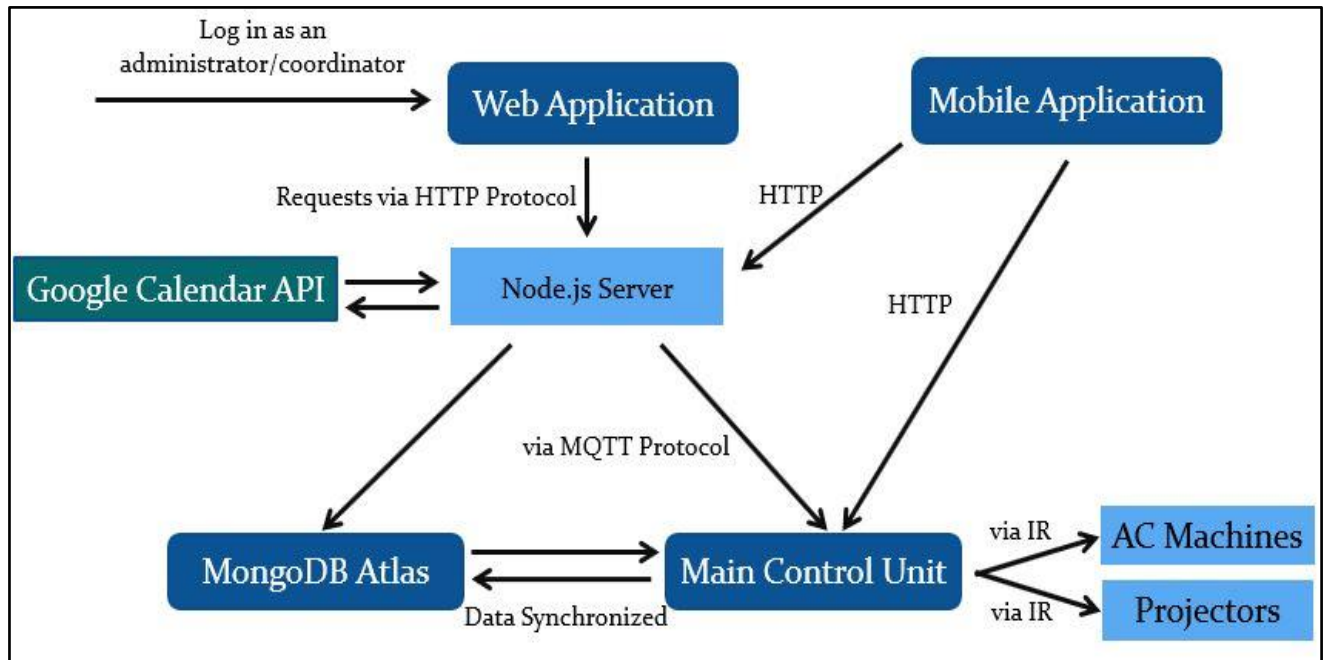 Log in as an
administrator/coordinator
Web Application
Mobile Application
Requests via HTTP Protocol
HTTP
Google Calendar API
Node.js Server
HTTP
via MQTT Protocol
MongoDB Atlas
Data Synchronized
Main Control Unit
via IR
AC Machines
via IR
Projectors